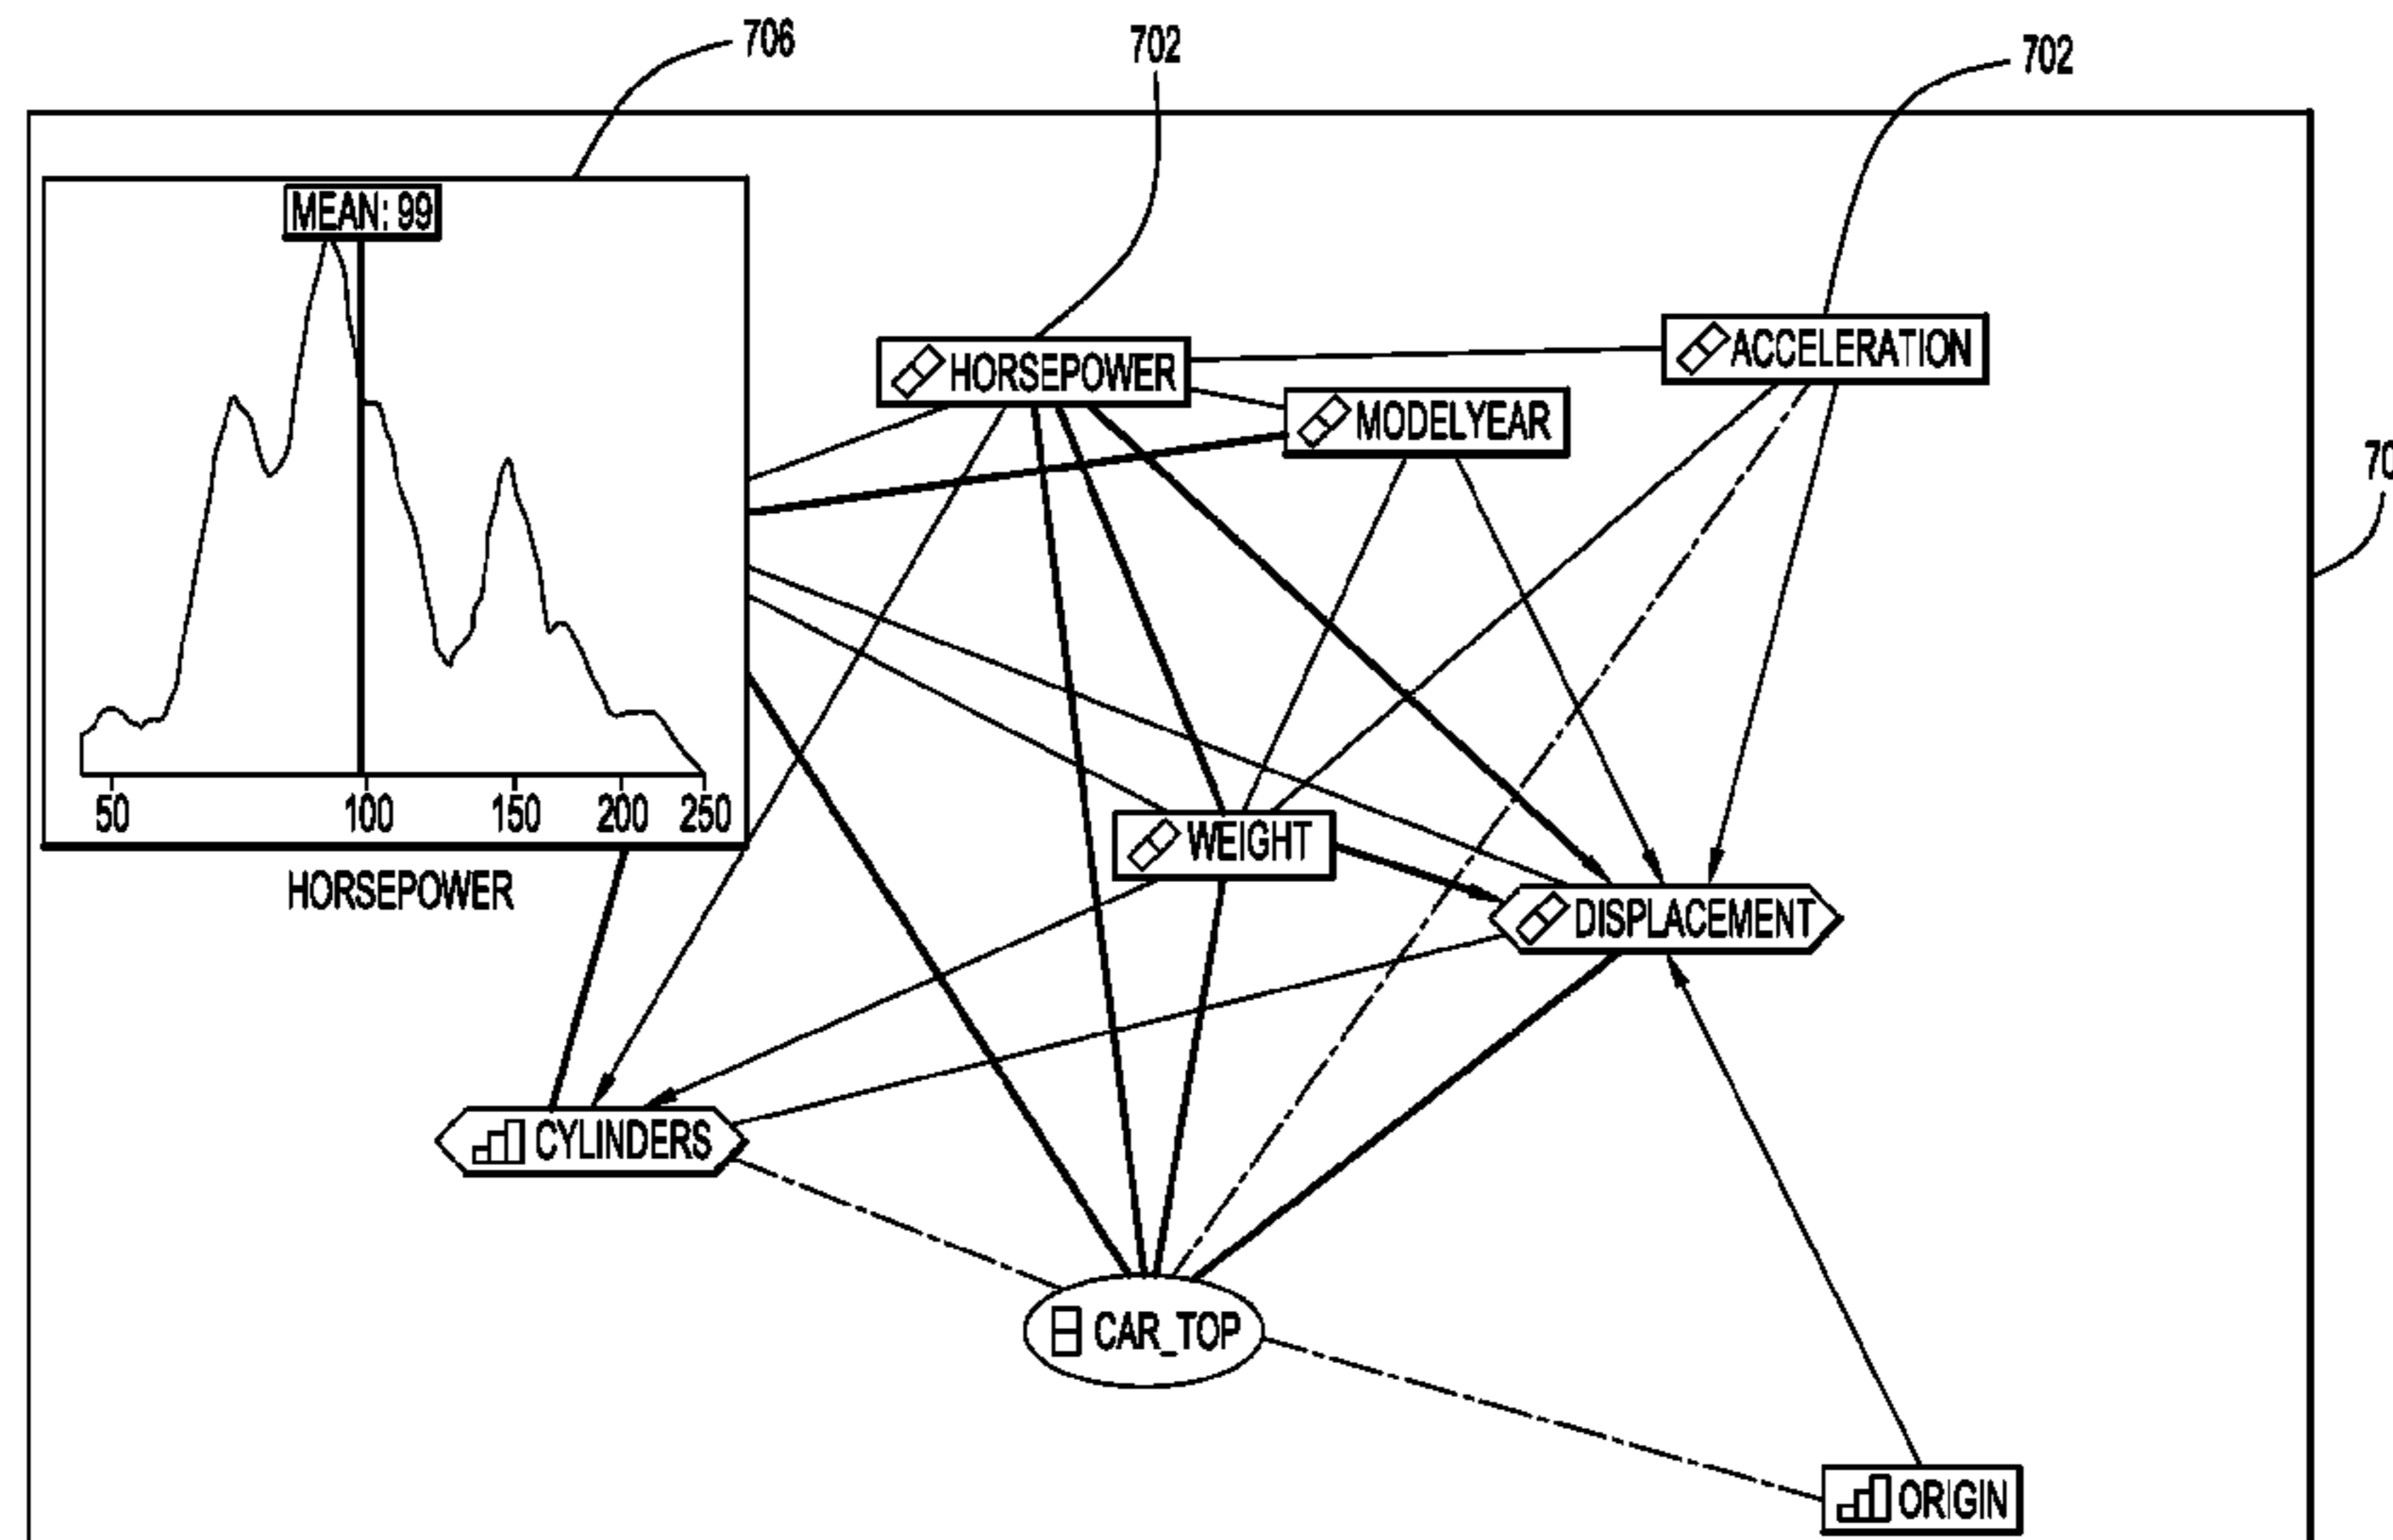 706
702
702
MEAN: 99
HORSEPOWER
ACCELERATION
MODELYEAR
50 100 150 200 250
HORSEPOWER
WEIGHT
DISPLACEMENT
CYLINDERS
CAR_TOP
ORIGIN